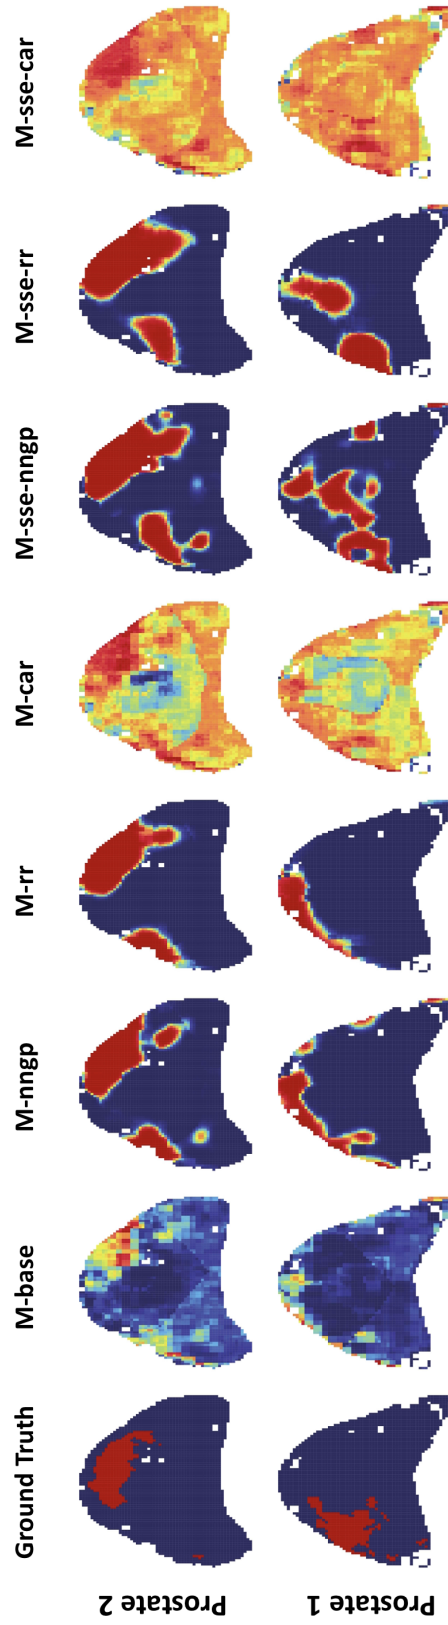 Ground Truth
M-base
M-nngp
M-rr
M-car
M-sse-nngp
M-sse-rr
M-sse-car
Prostate 2
Prostate 1